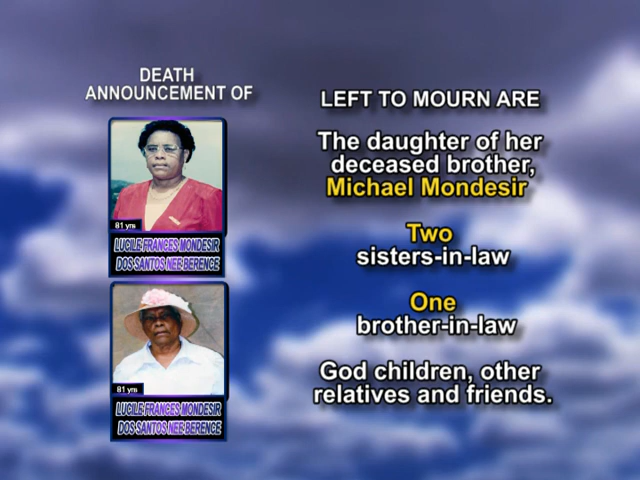 DEATH
ANNOUNCEMENT OF
81 yrs
LUCILE FRANCES MONDESIR
DOS SANTOS NEE BERENCE
81 yrs
LUCILE FRANCES MONDESIR
DOS SANTOS NEE BERENCE
LEFT TO MOURN ARE
The daughter of her
deceased brother,
Michael Mondesir
Two
sisters-in-law
One
brother-in-law
God children, other
relatives and friends.